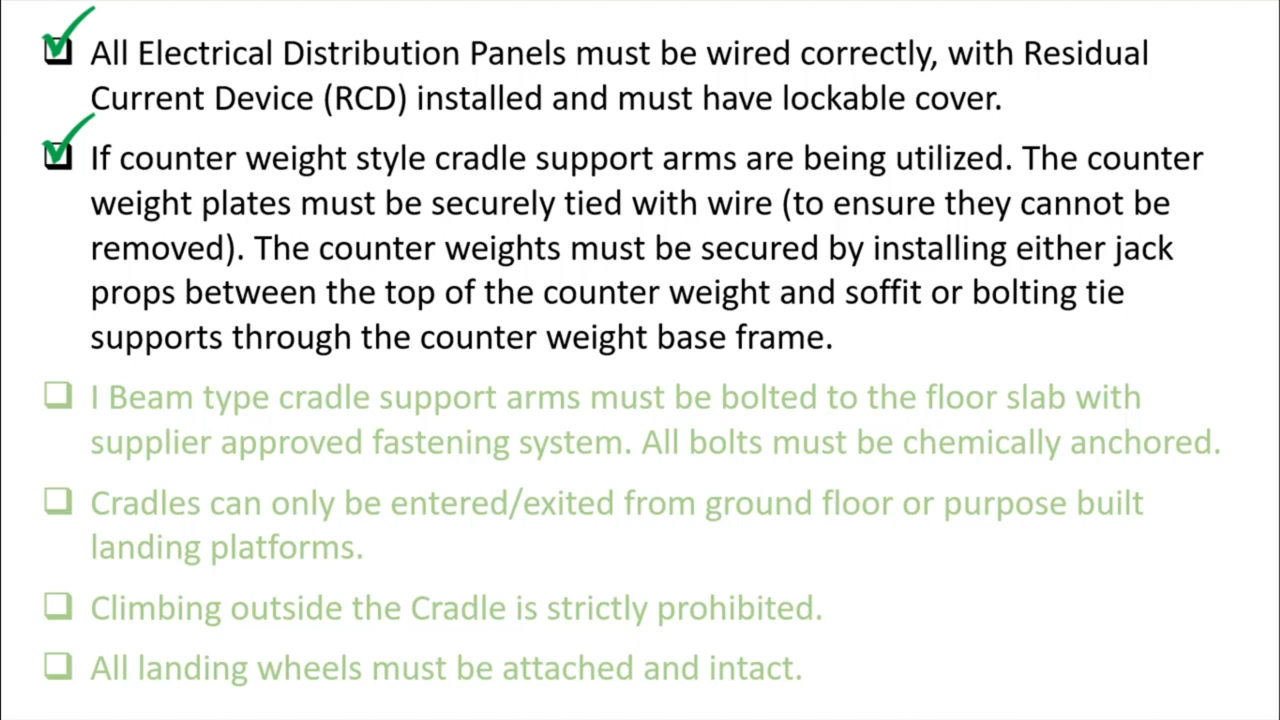 All Electrical Distribution Panels must be wired correctly, with Residual
Current Device (RCD) installed and must have lockable cover.
If counter weight style cradle support arms are being utilized. The counter
weight plates must be securely tied with wire (to ensure they cannot be
removed). The counter weights must be secured by installing either jack
props between the top of the counter weight and soffit or bolting tie
supports through the counter weight base frame.
I Beam type cradle support arms must be bolted to the floor slab with
supplier approved fastening system. All bolts must be chemically anchored.
Cradles can only be entered/exited from ground floor or purpose built
landing platforms.
Climbing outside the Cradle is strictly prohibited.
All landing wheels must be attached and intact.